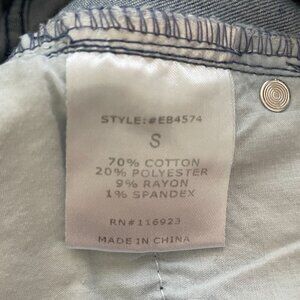 STYLE:#EB4574
S
70% COTTON
20% POLYESTER
9% RAYON
1% SPANDEX
RN#116923
MADE IN CHINA